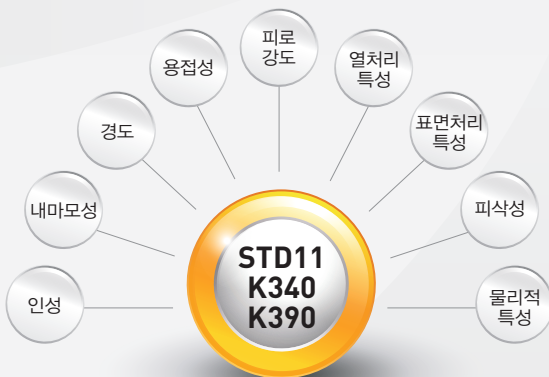 피로
강도
용접성
열처리
특성
경도
표면처리
특성
내마모성
피삭성
인성
물리적
특성
STD11
K340
K390